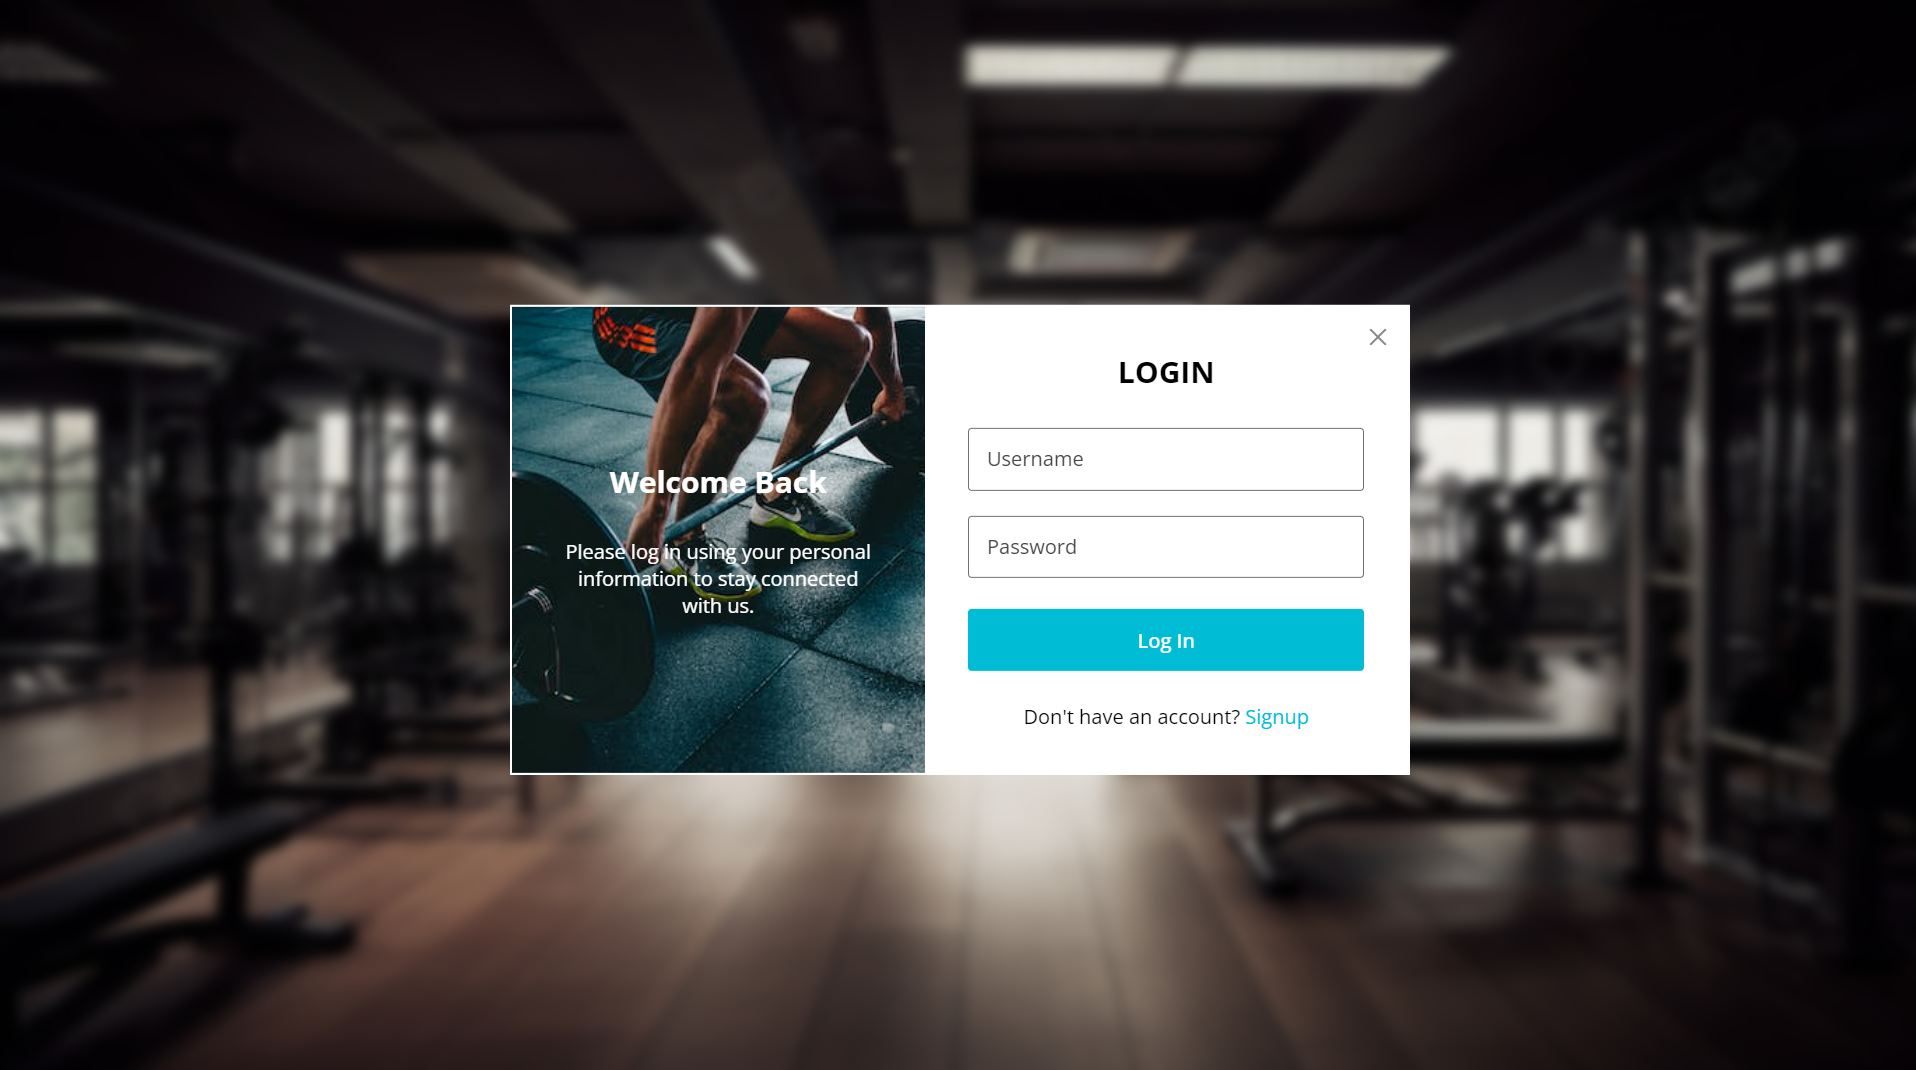 Welcome Back
Please log in using your personal
information to stay connected
with us.
LOGIN
Username
Password
Log In
Don't have an account? Signup